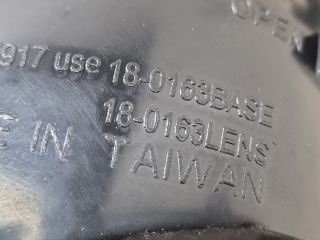 OPEN
917 use 18-0163BASE
18-0163LENS
IN TAIWAN